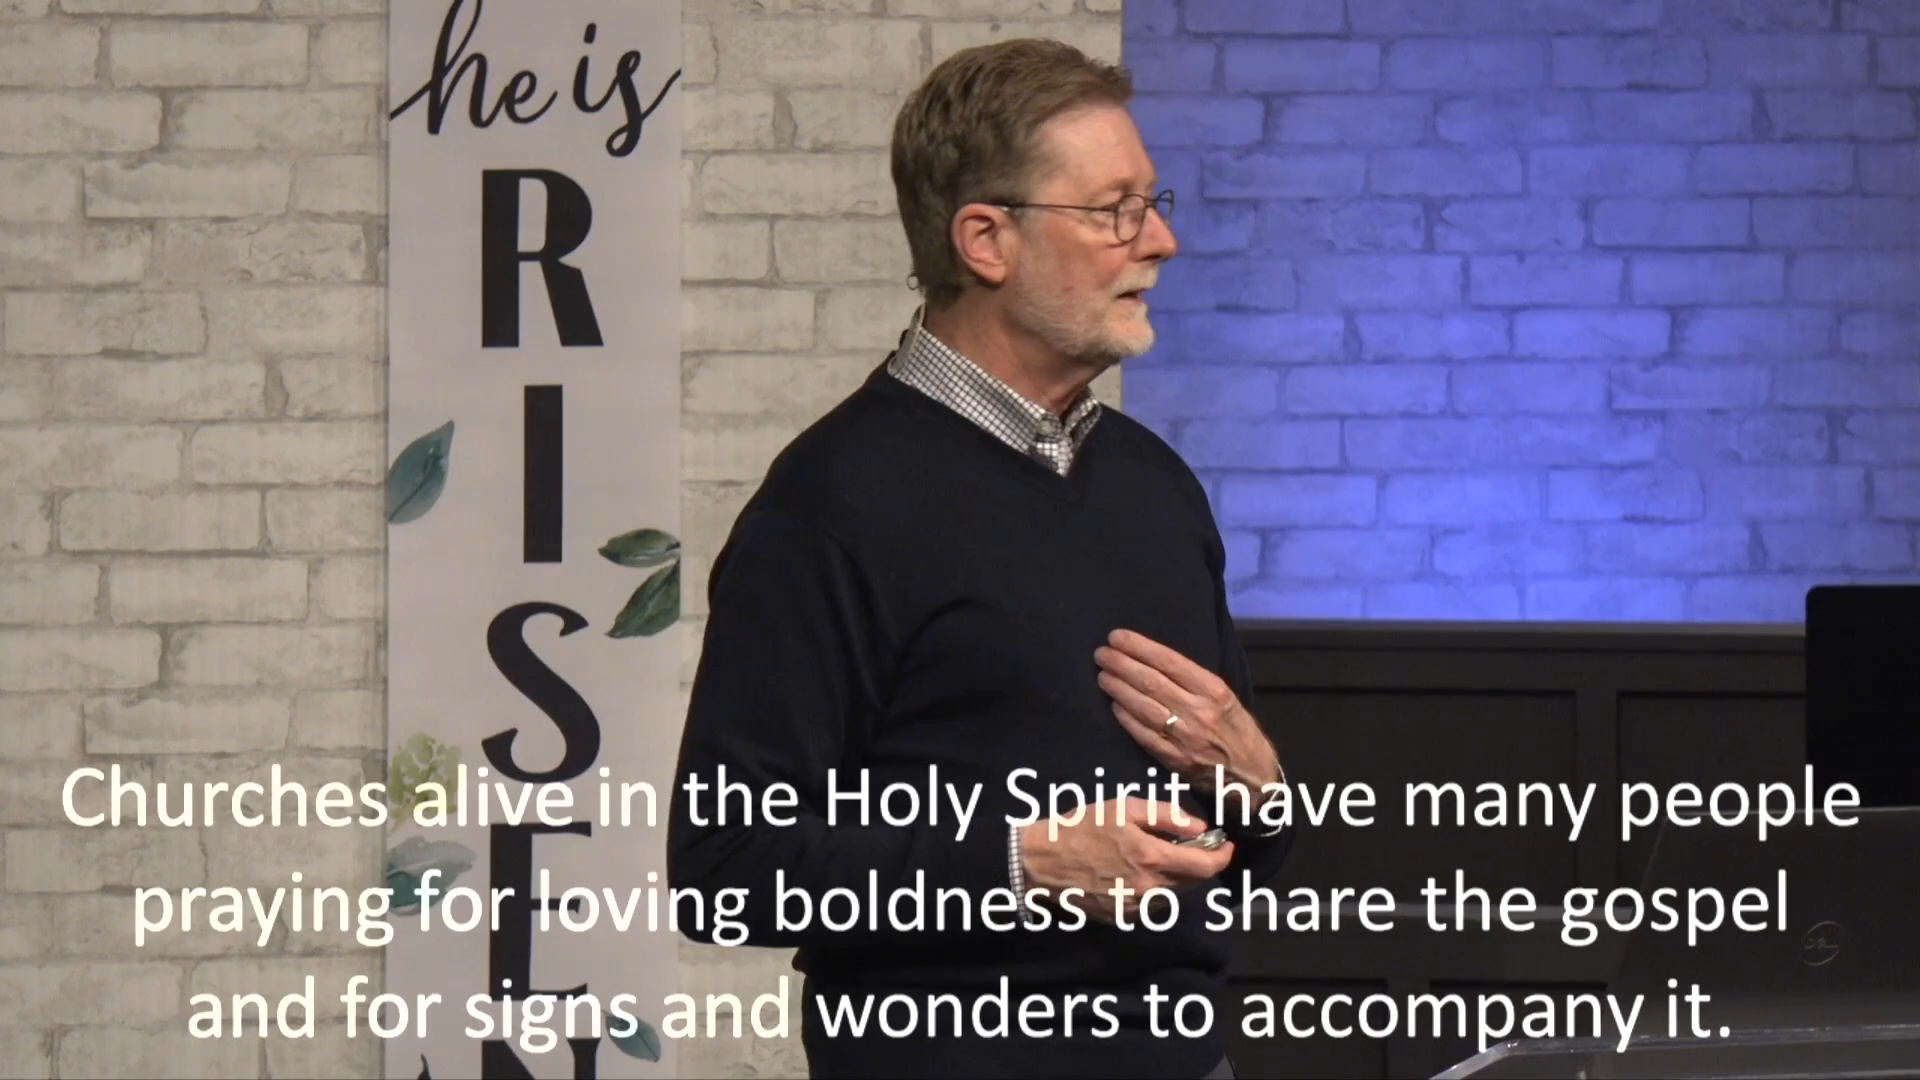 he is
RISEN
Churches alive in the Holy Spirit have many people
praying for loving boldness to share the gospel
and for signs and wonders to accompany it.